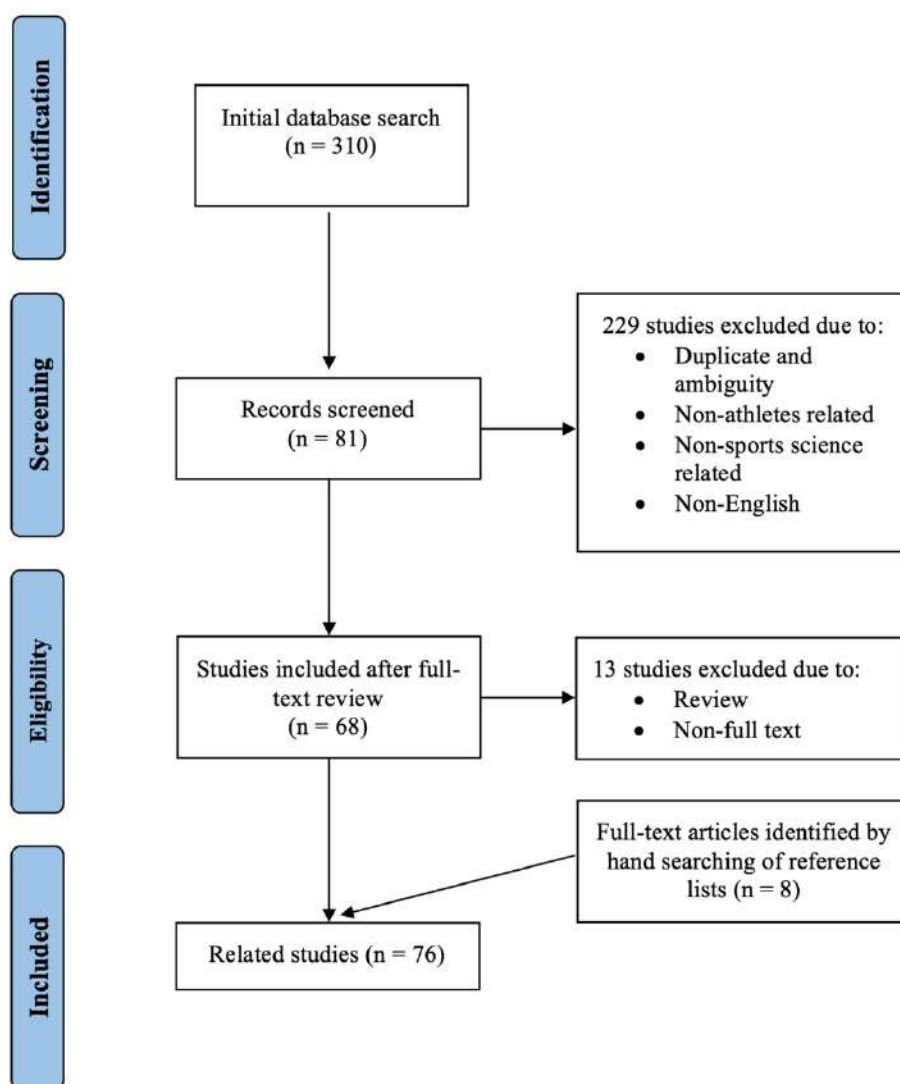 Identification
Initial database search
(n = 310)
Screening
Records screened
(n = 81)
229 studies excluded due to:
• Duplicate and
ambiguity
• Non-athletes related
• Non-sports science
related
• Non-English
Eligibility
Studies included after full-
text review
(n = 68)
13 studies excluded due to:
• Review
• Non-full text
Full-text articles identified by
hand searching of reference
lists (n = 8)
Included
Related studies (n = 76)